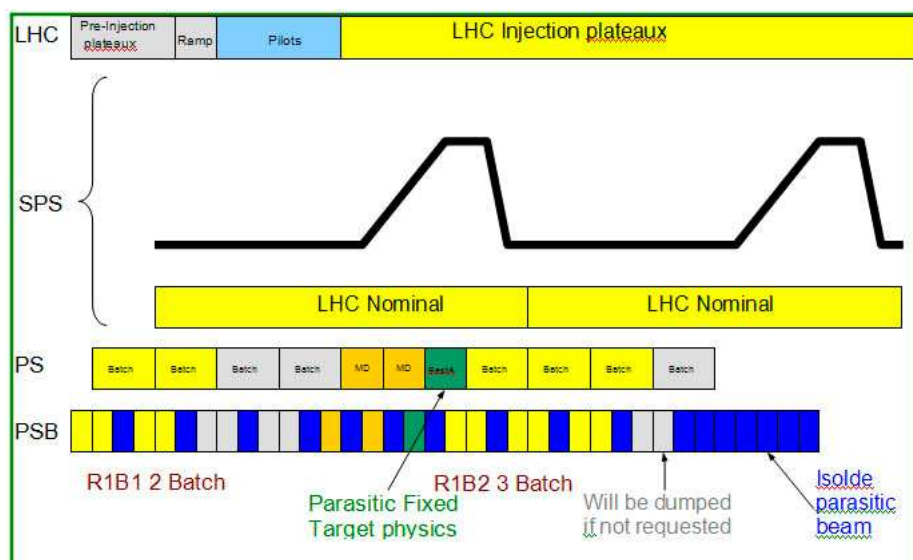 LHC
Pre-Injection
plateaux
Ramp
Pilots
LHC Injection plateaux
SPS
LHC Nominal
LHC Nominal
PS
Batch
Batch
Batch
Batch
MD
MD
EastA
Batch
Batch
Batch
Batch
PSB
R1B1 2 Batch
Parasitic Fixed
Target physics
R1B2 3 Batch
Will be dumped
if not requested
Isolde
parasitic
beam